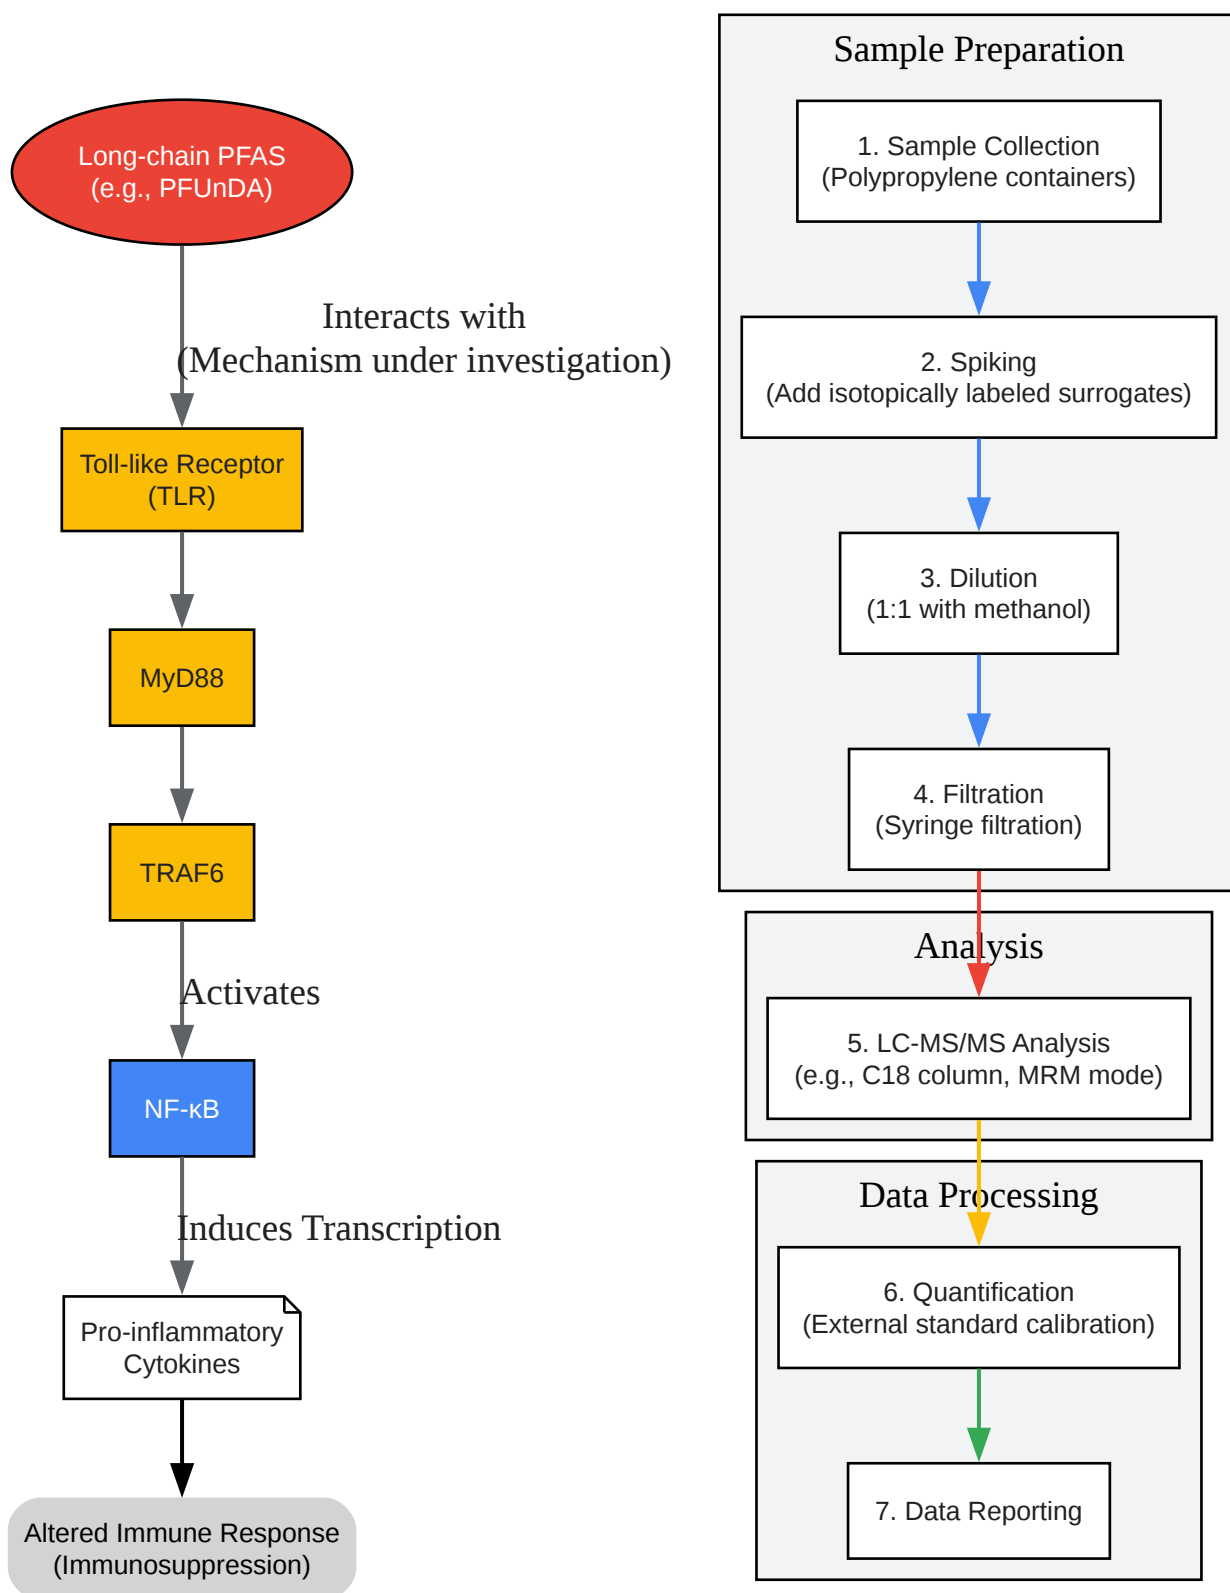 Long-chain PFAS
(e.g., PFUnDA)
Interacts with
(Mechanism under investigation)
Toll-like Receptor
(TLR)
MyD88
TRAF6
Activates
NF-κB
Induces Transcription
Pro-inflammatory
Cytokines
Altered Immune Response
(Immunosuppression)
Sample Preparation
1. Sample Collection
(Polypropylene containers)
2. Spiking
(Add isotopically labeled surrogates)
3. Dilution
(1:1 with methanol)
4. Filtration
(Syringe filtration)
Analysis
5. LC-MS/MS Analysis
(e.g., C18 column, MRM mode)
Data Processing
6. Quantification
(External standard calibration)
7. Data Reporting